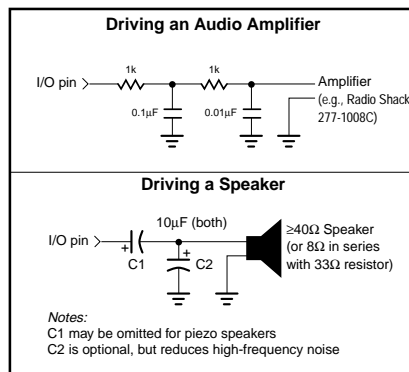 Driving an Audio Amplifier
1k 1k
I/O pin
Amplifier
(e.g., Radio Shack
277-1008C)
0.1µF 0.01µF
Driving a Speaker
10µF (both)
I/O pin
≥40Ω Speaker
(or 8Ω in series
with 33Ω resistor)
+ +
C1 C2
Notes:
C1 may be omitted for piezo speakers
C2 is optional, but reduces high-frequency noise